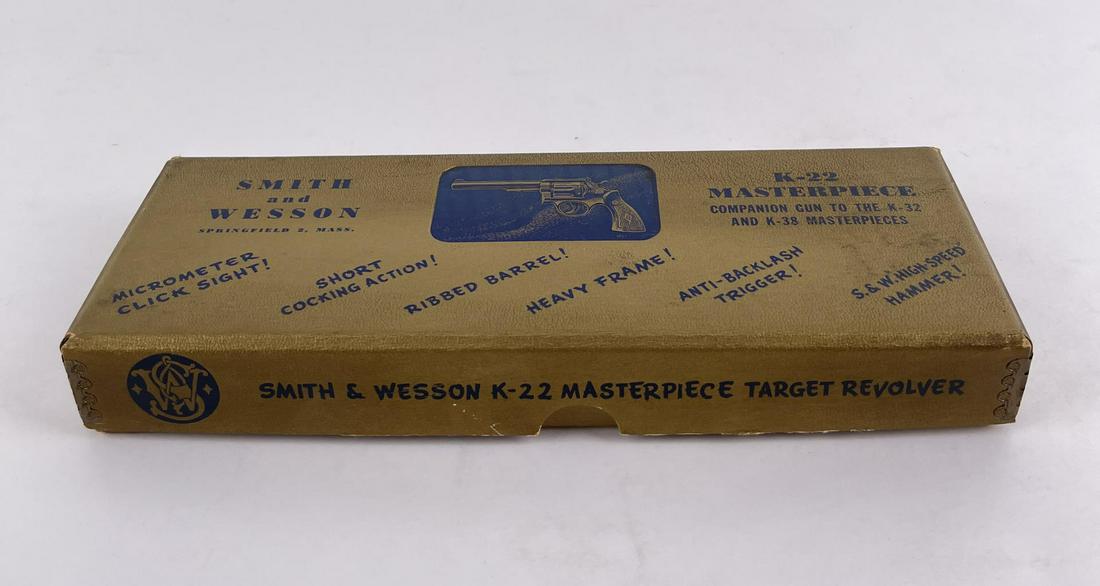 SMITH
and
WESSON
SPRINGFIELD 2, MASS.
K-22
MASTERPIECE
COMPANION GUN TO THE K-32
AND K-38 MASTERPIECES
MICROMETER
CLICK SIGHT!
SHORT
COCKING ACTION!
RIBBED BARREL!
HEAVY FRAME!
ANTI-BACKLASH
TRIGGER!
S.&W. HIGH-SPEED
HAMMER!
SMITH & WESSON K-22 MASTERPIECE TARGET REVOLVER